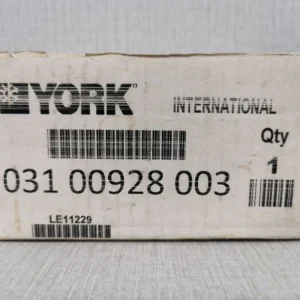 YORK
INTERNATIONAL
Qty
031 00928 003
1
LE11229